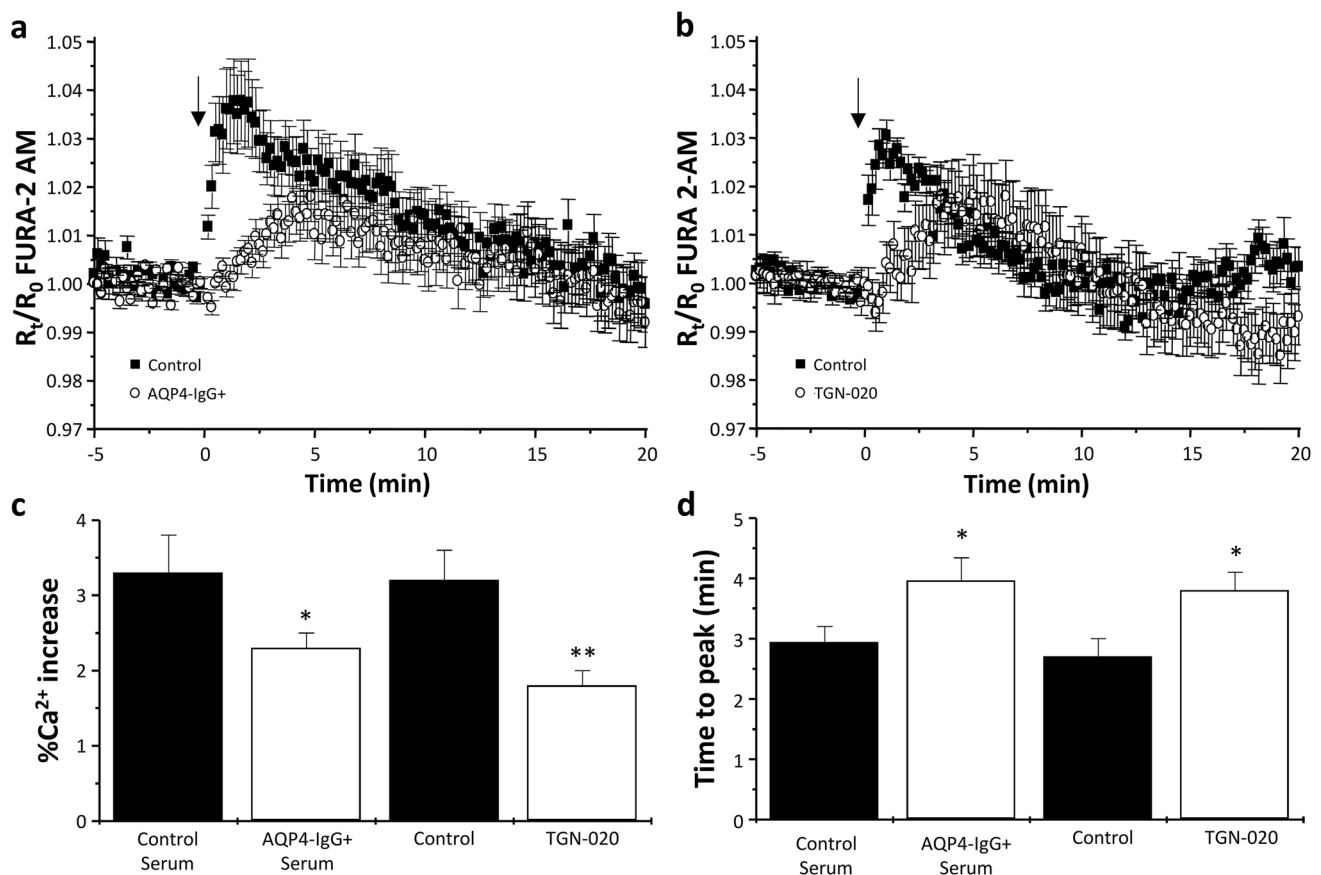 a
1.05
1.04
1.03
1.02
1.01
1.00
0.99
0.98
0.97
Rt/R0 FURA-2 AM
Control
AQP4-IgG+
-5
0
5
10
15
20
Time (min)
b
1.05
1.04
1.03
1.02
1.01
1.00
0.99
0.98
0.97
Rt/R0 FURA 2-AM
Control
TGN-020
-5
0
5
10
15
20
Time (min)
c
4
3
2
1
0
%Ca2+ increase
*
**
Control
Serum
AQP4-IgG+
Serum
Control
TGN-020
d
5
4
3
2
1
0
Time to peak (min)
*
*
Control
Serum
AQP4-IgG+
Serum
Control
TGN-020